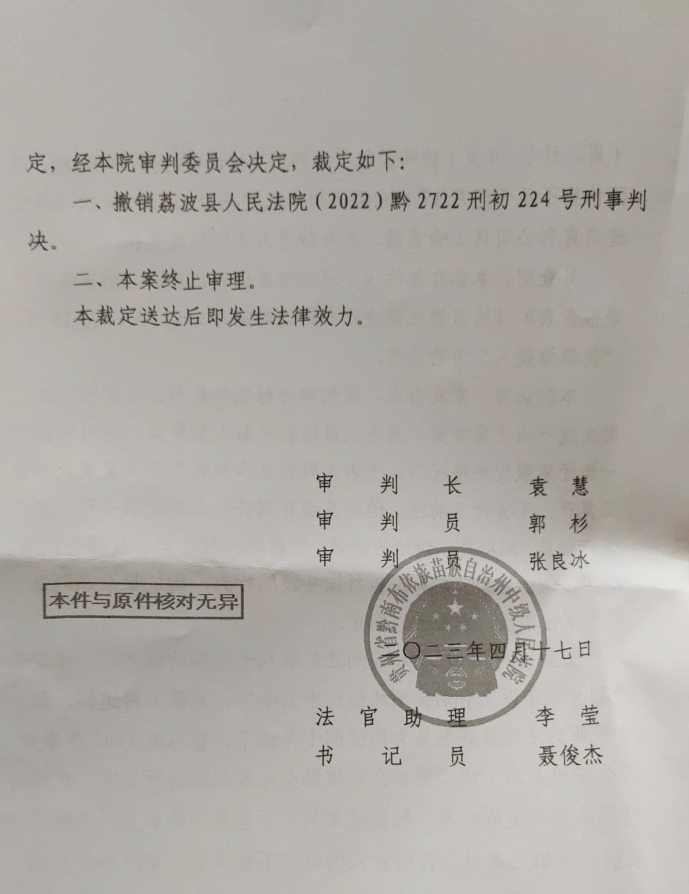 定，经本院审判委员会决定，裁定如下：
一、撤销荔波县人民法院（2022）黔 2722 刑初 224 号刑事判
决。
二、本案终止审理。
本裁定送达后即发生法律效力。
审判长 袁慧
审判员 郭杉
审判员 张良冰
贵州省黔南布依族苗族自治州中级人民法院
本件与原件核对无异
〇二三年四月十七日
法官助理 李莹
书记员 聂俊杰